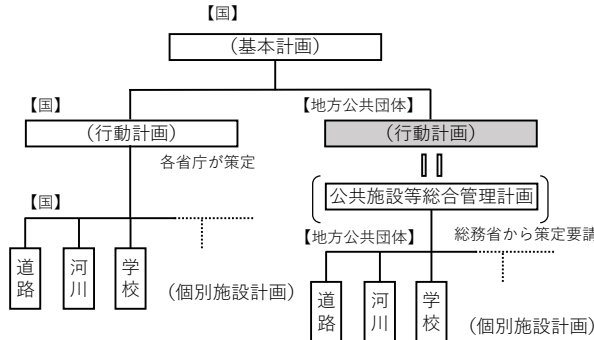 【国】
(基本計画)
【国】
【地方公共団体】
(行動計画)
(行動計画)
各省庁が策定
公共施設等総合管理計画
【国】
【地方公共団体】
総務省から策定要請
道路
河川
学校
(個別施設計画)
道路
河川
学校
(個別施設計画)